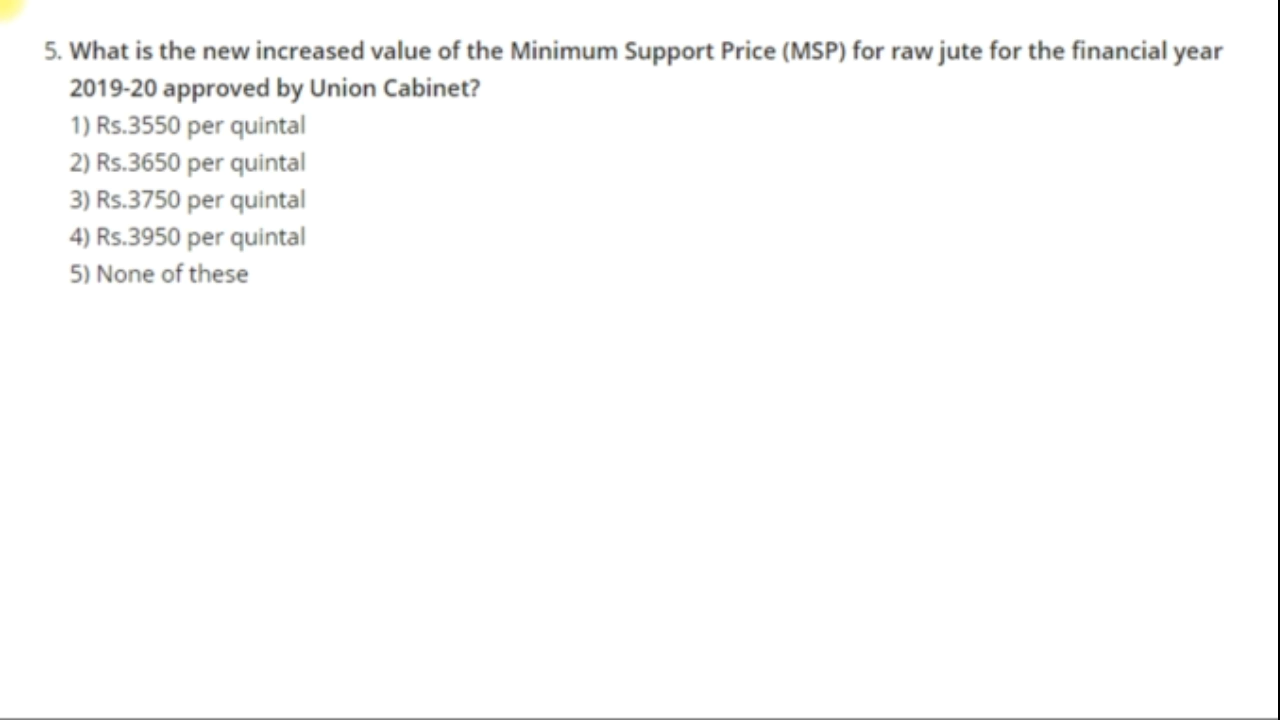 5. What is the new increased value of the Minimum Support Price (MSP) for raw jute for the financial year
2019-20 approved by Union Cabinet?
1) Rs.3550 per quintal
2) Rs.3650 per quintal
3) Rs.3750 per quintal
4) Rs.3950 per quintal
5) None of these